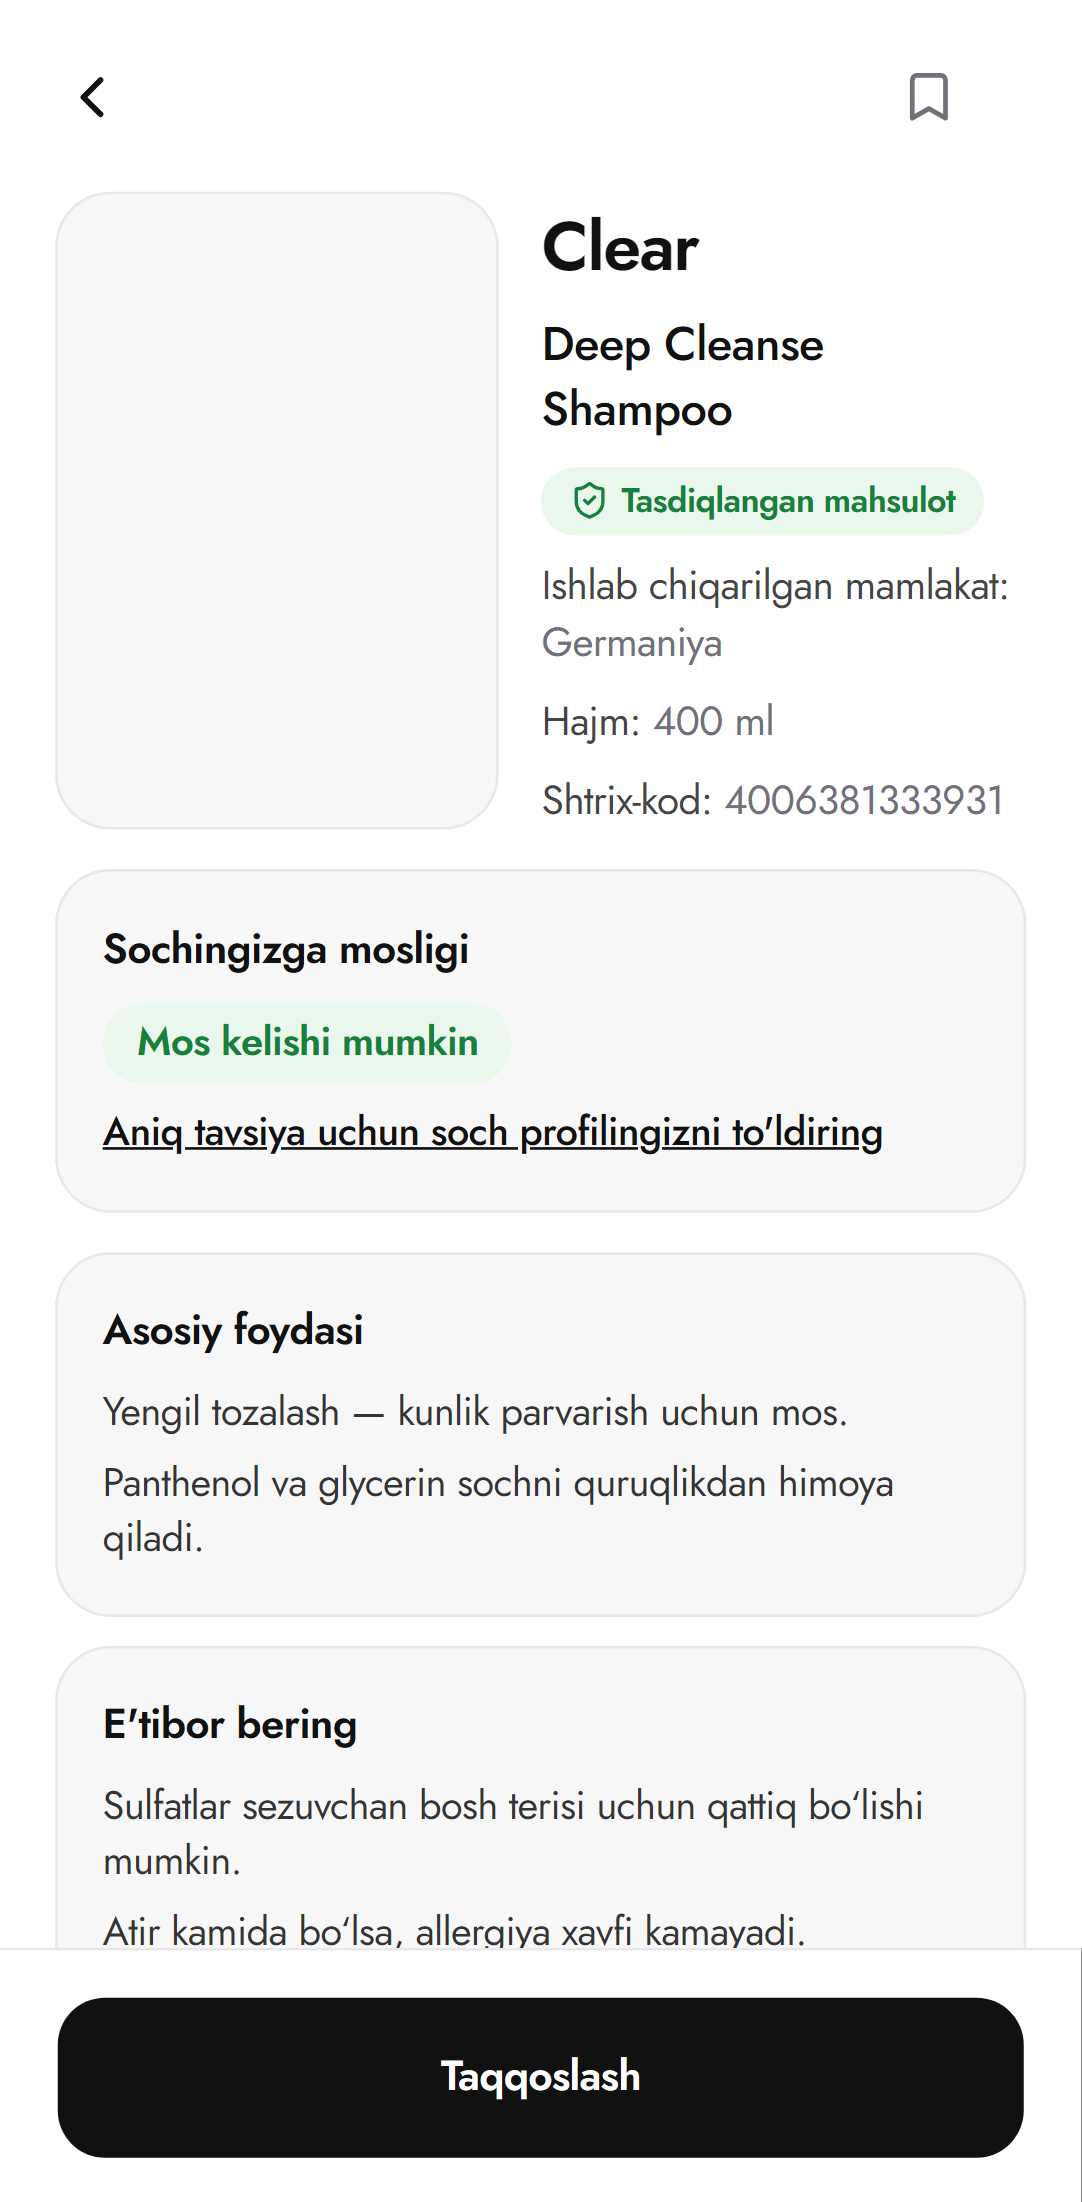 Clear
Deep Cleanse
Shampoo
Tasdiqlangan mahsulot
Ishlab chiqarilgan mamlakat:
Germaniya
Hajm: 400 ml
Shtrix-kod: 4006381333931
Sochingizga mosligi
Mos kelishi mumkin
Aniq tavsiya uchun soch profilingizni to'ldiring
Asosiy foydasi
Yengil tozalash — kunlik parvarish uchun mos.
Panthenol va glycerin sochni quruqlikdan himoya
qiladi.
E'tibor bering
Sulfatlar sezuvchan bosh terisi uchun qattiq bo‘lishi
mumkin.
Atir kamida bo‘lsa, allergiya xavfi kamayadi.
Taqqoslash